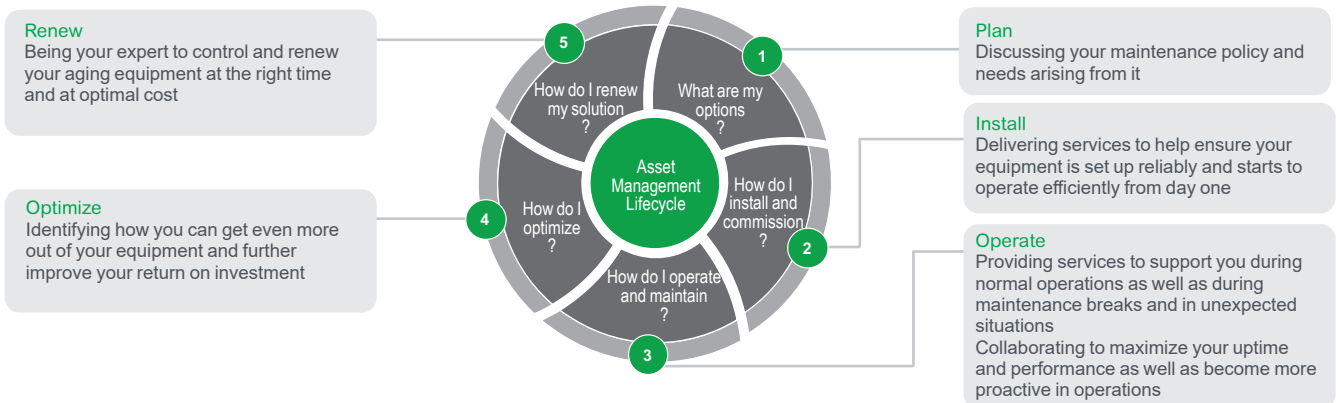 Renew
Being your expert to control and renew
your aging equipment at the right time
and at optimal cost
Optimize
Identifying how you can get even more
out of your equipment and further
improve your return on investment
5
How do I renew
my solution
?
1
What are my
options
?
Asset
Management
Lifecycle
How do I
install and
commission
?
2
How do I
optimize
?
4
How do I operate
and maintain
?
3
Plan
Discussing your maintenance policy and
needs arising from it
Install
Delivering services to help ensure your
equipment is set up reliably and starts to
operate efficiently from day one
Operate
Providing services to support you during
normal operations as well as during
maintenance breaks and in unexpected
situations
Collaborating to maximize your uptime
and performance as well as become more
proactive in operations